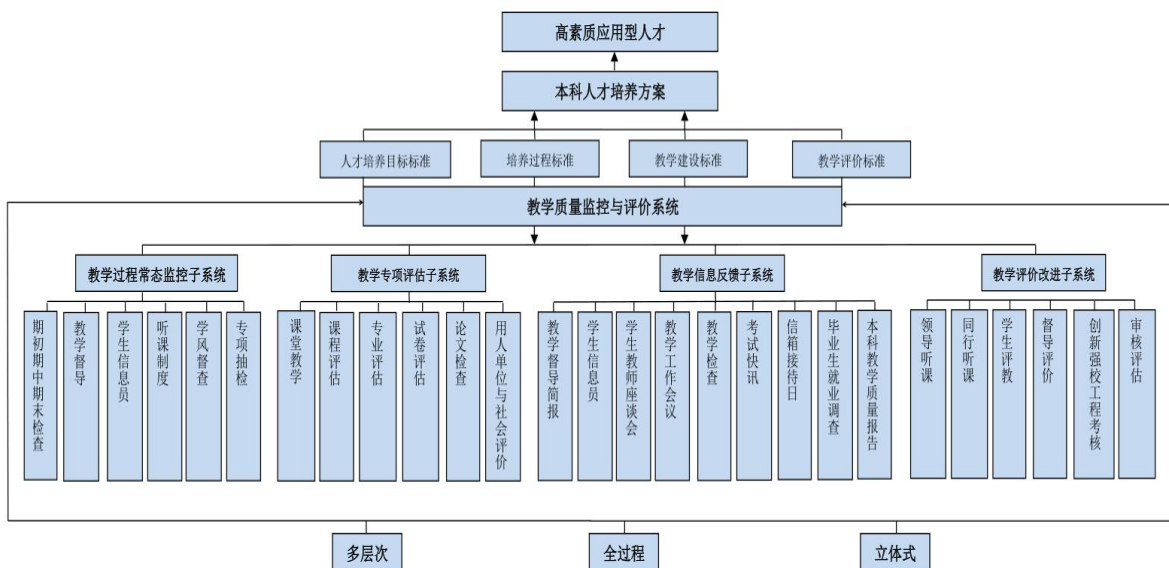 高素质应用型人才
本科人才培养方案
人才培养目标标准
培养过程标准
教学建设标准
教学评价标准
教学质量监控与评价系统
教学过程常态监控子系统
教学专项评估子系统
教学信息反馈子系统
教学评价改进子系统
期初期中期末检查
教学督导
学生信息员
听课制度
学风督查
专项抽检
课堂教学
课程评估
专业评估
试卷评估
论文检查
用人单位与社会评价
教学督导简报
学生信息员
学生教师座谈会
教学工作会议
教学检查
考试快讯
信箱接待日
毕业生就业调查
本科教学质量报告
领导听课
同行听课
学生评教
督导评价
创新强校工程考核
审核评估
多层次
全过程
立体式